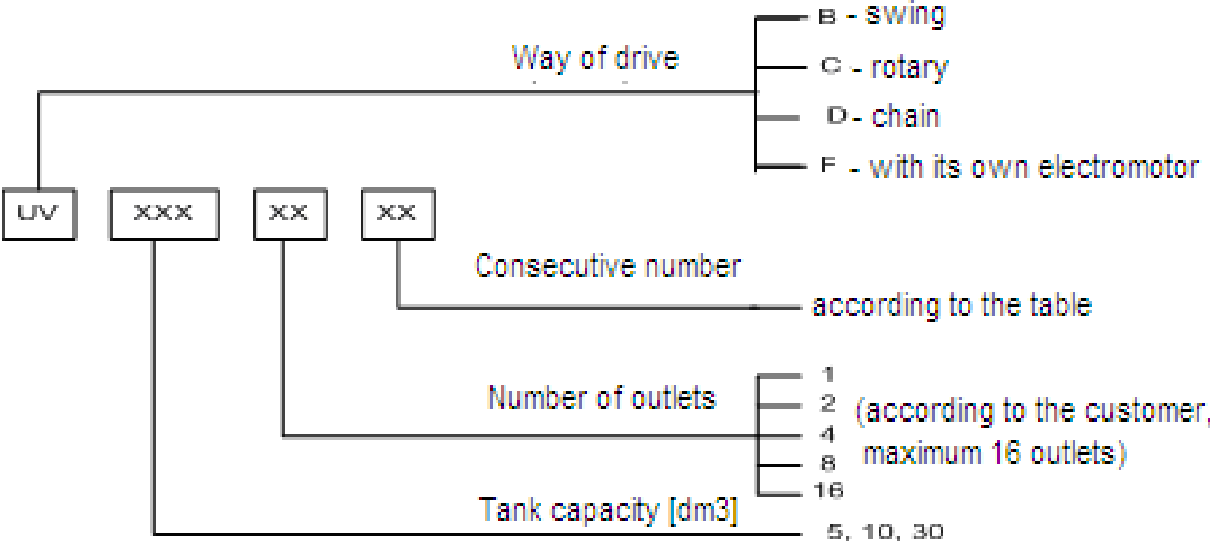 B - swing
Way of drive
C - rotary
D - chain
F - with its own electromotor
UV XXX XX XX
Consecutive number
according to the table
1
Number of outlets
2 (according to the customer,
4 maximum 16 outlets)
8
16
Tank capacity [dm3]
5, 10, 30